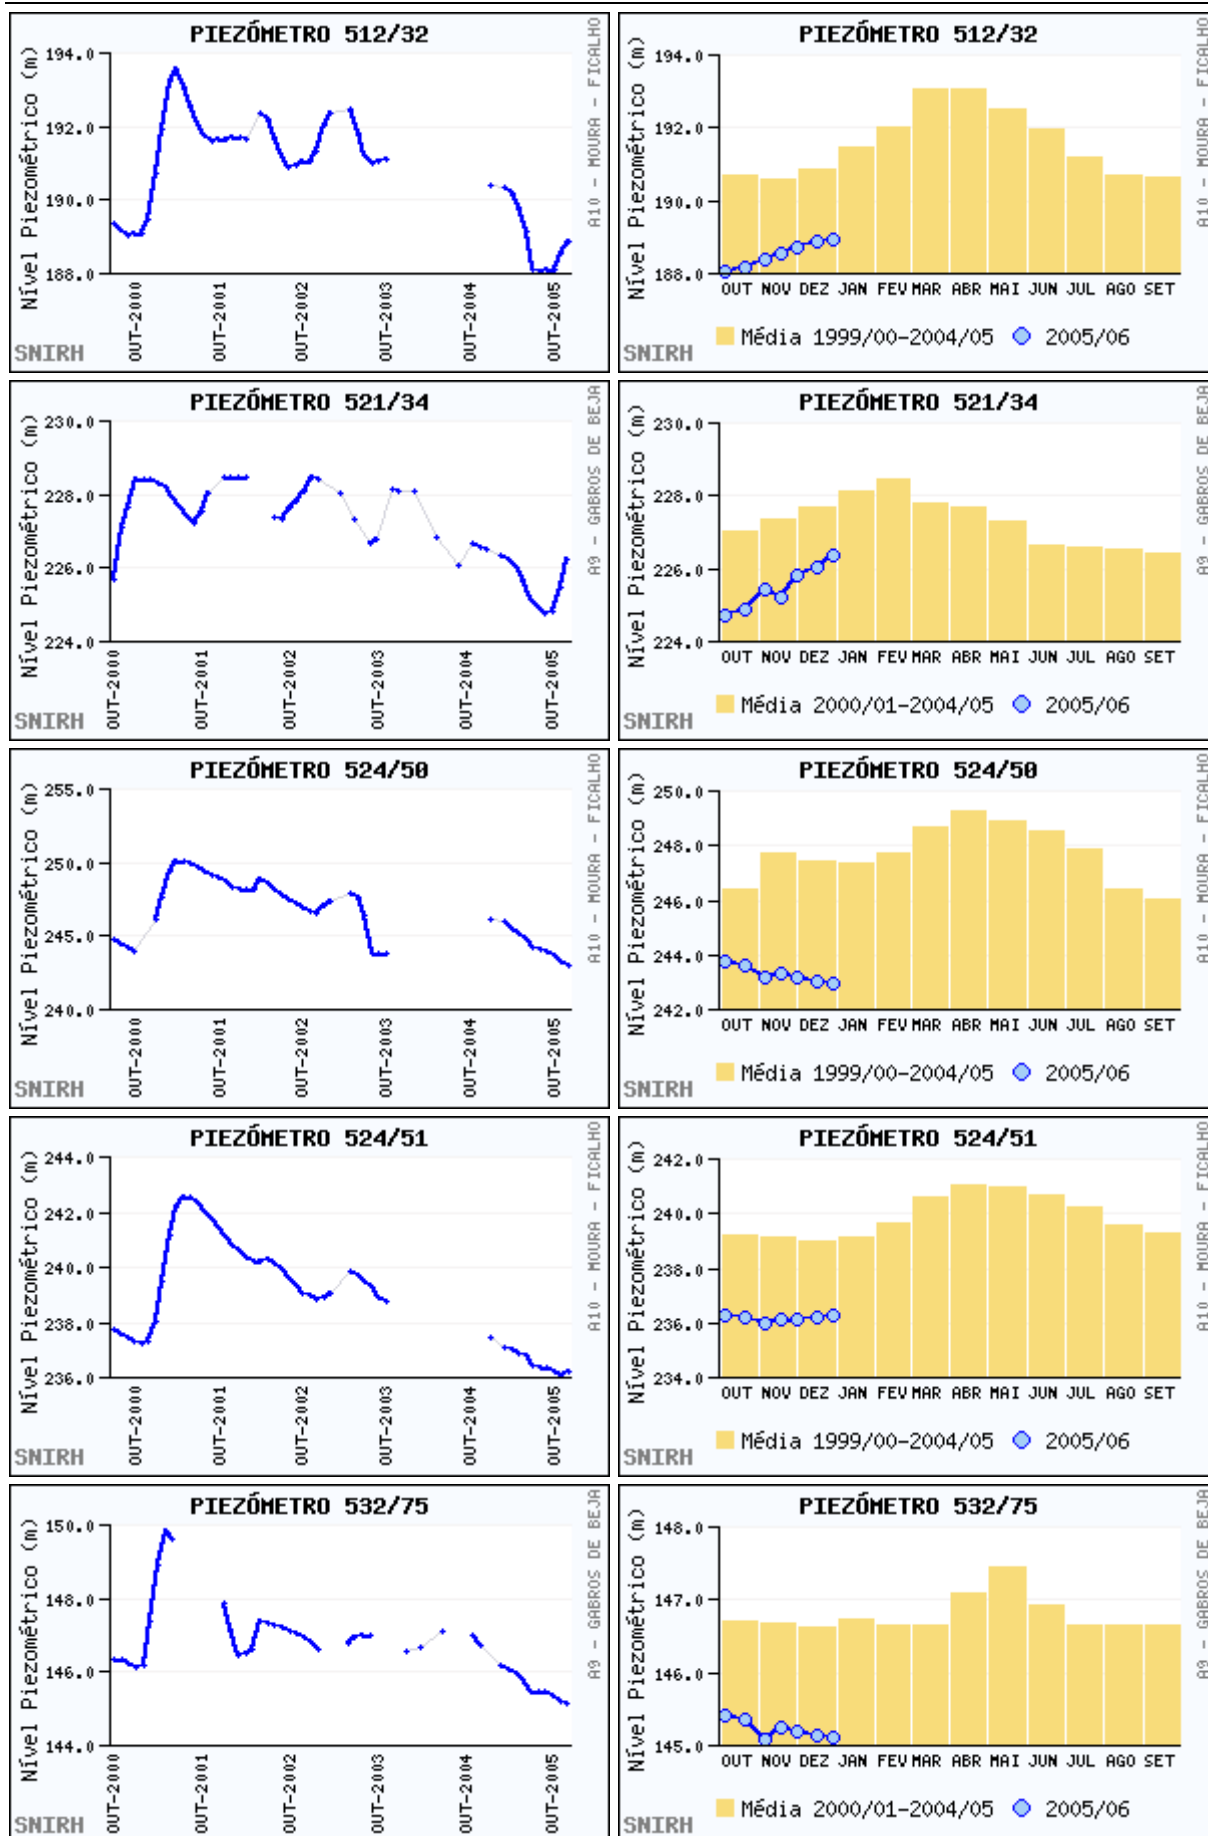 PIEZÓMETRO 512/32
Nível Piezométrico (m)
194.0
192.0
190.0
188.0
OUT-2000
OUT-2001
OUT-2002
OUT-2003
OUT-2004
OUT-2005
A10 - MOURA - FICALHO
SNIRH
PIEZÓMETRO 512/32
Nível Piezométrico (m)
194.0
192.0
190.0
188.0
OUT NOV DEZ JAN FEV MAR ABR MAI JUN JUL AGO SET
Média 1999/00-2004/05 2005/06
A10 - MOURA - FICALHO
SNIRH
PIEZÓMETRO 521/34
Nível Piezométrico (m)
230.0
228.0
226.0
224.0
OUT-2000
OUT-2001
OUT-2002
OUT-2003
OUT-2004
OUT-2005
A9 - GABROS DE BEJA
SNIRH
PIEZÓMETRO 521/34
Nível Piezométrico (m)
230.0
228.0
226.0
224.0
OUT NOV DEZ JAN FEV MAR ABR MAI JUN JUL AGO SET
Média 2000/01-2004/05 2005/06
A9 - GABROS DE BEJA
SNIRH
PIEZÓMETRO 524/50
Nível Piezométrico (m)
255.0
250.0
245.0
240.0
OUT-2000
OUT-2001
OUT-2002
OUT-2003
OUT-2004
OUT-2005
A10 - MOURA - FICALHO
SNIRH
PIEZÓMETRO 524/50
Nível Piezométrico (m)
250.0
248.0
246.0
244.0
242.0
OUT NOV DEZ JAN FEV MAR ABR MAI JUN JUL AGO SET
Média 1999/00-2004/05 2005/06
A10 - MOURA - FICALHO
SNIRH
PIEZÓMETRO 524/51
Nível Piezométrico (m)
244.0
242.0
240.0
238.0
236.0
OUT-2000
OUT-2001
OUT-2002
OUT-2003
OUT-2004
OUT-2005
A10 - MOURA - FICALHO
SNIRH
PIEZÓMETRO 524/51
Nível Piezométrico (m)
242.0
240.0
238.0
236.0
234.0
OUT NOV DEZ JAN FEV MAR ABR MAI JUN JUL AGO SET
Média 1999/00-2004/05 2005/06
A10 - MOURA - FICALHO
SNIRH
PIEZÓMETRO 532/75
Nível Piezométrico (m)
150.0
148.0
146.0
144.0
OUT-2000
OUT-2001
OUT-2002
OUT-2003
OUT-2004
OUT-2005
A9 - GABROS DE BEJA
SNIRH
PIEZÓMETRO 532/75
Nível Piezométrico (m)
148.0
147.0
146.0
145.0
OUT NOV DEZ JAN FEV MAR ABR MAI JUN JUL AGO SET
Média 2000/01-2004/05 2005/06
A9 - GABROS DE BEJA
SNIRH